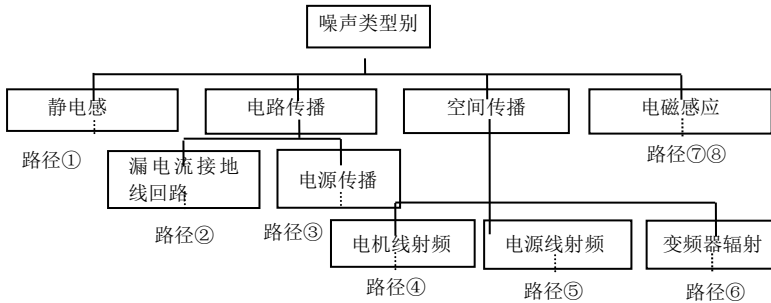 噪声类型别
静电感
电路传播
空间传播
电磁感应
路径①
漏电流接地
线回路
电源传播
路径⑦⑧
路径②
路径③
电机线射频
电源线射频
变频器辐射
路径④
路径⑤
路径⑥